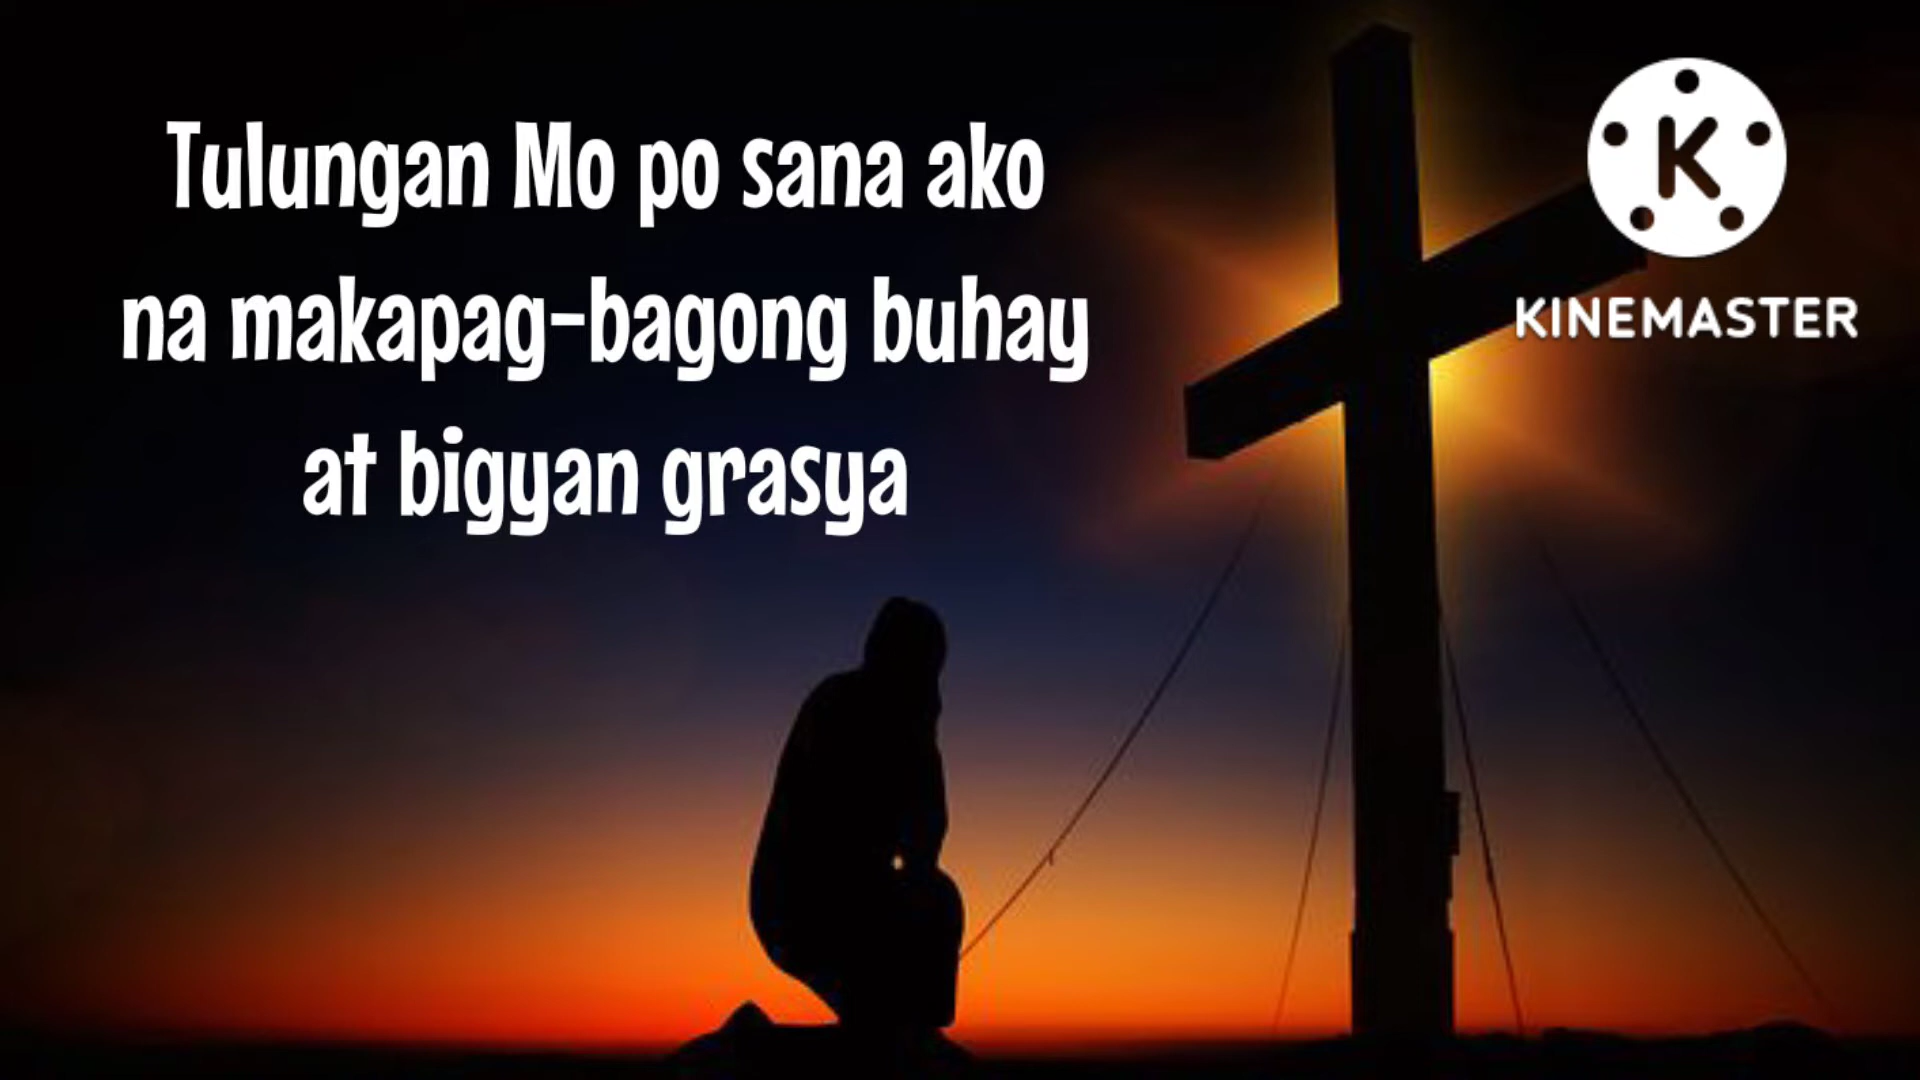 Tulungan Mo po sana ako
na makapag-bagong buhay
at bigyan grasya
K
KINEMASTER